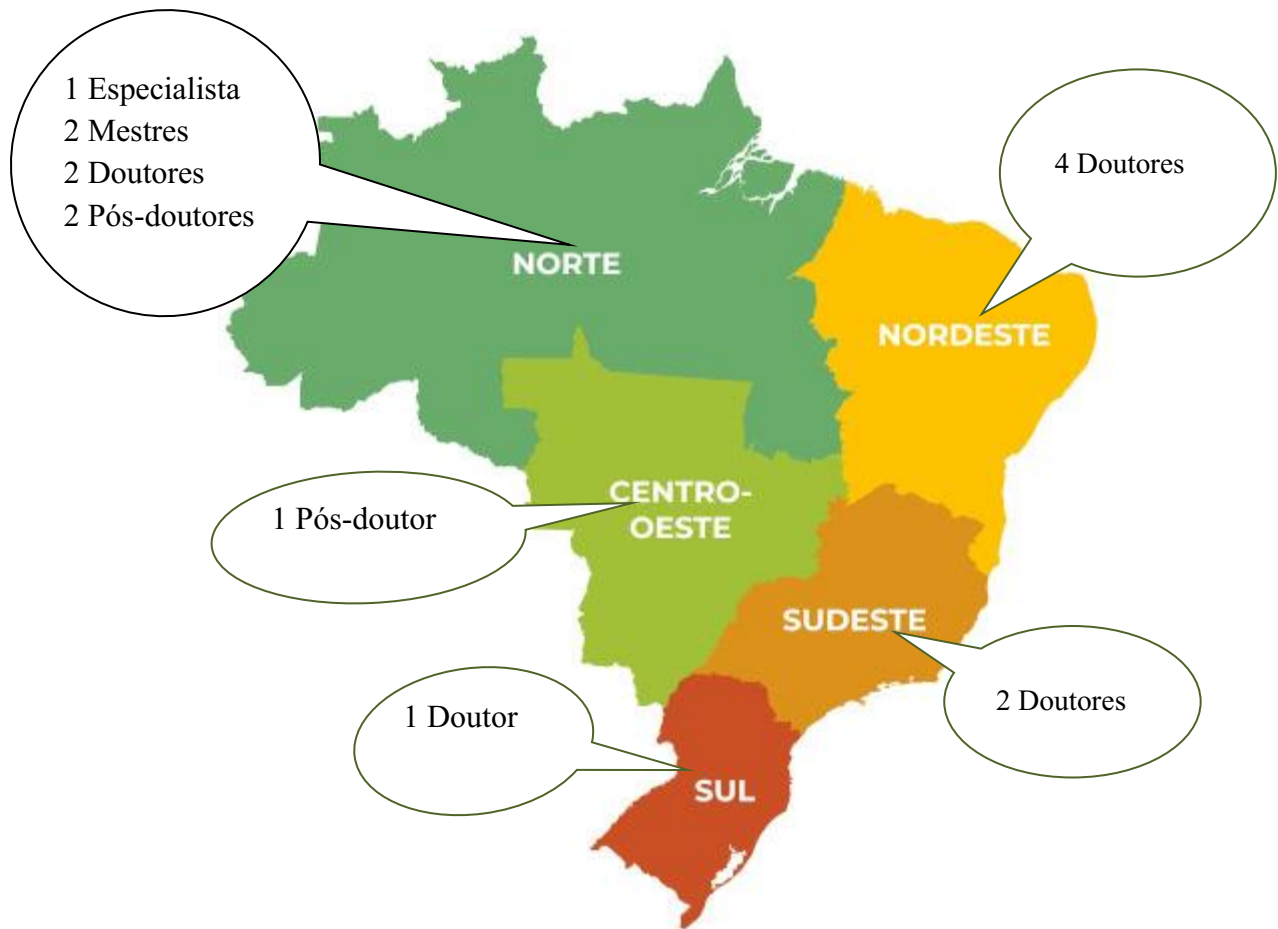 1 Especialista
2 Mestres
2 Doutores
2 Pós-doutores
4 Doutores
NORTE
NORDESTE
1 Pós-doutor
CENTRO-
OESTE
SUDESTE
2 Doutores
1 Doutor
SUL